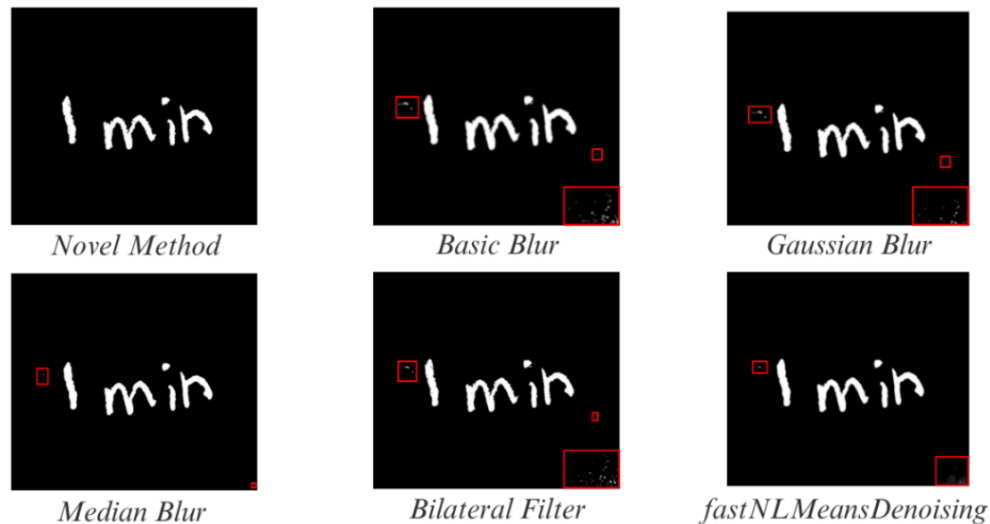 1 min
1 min
1 min
Novel Method
Basic Blur
Gaussian Blur
1 min
1 min
1 min
Median Blur
Bilateral Filter
fastNLMeansDenoising